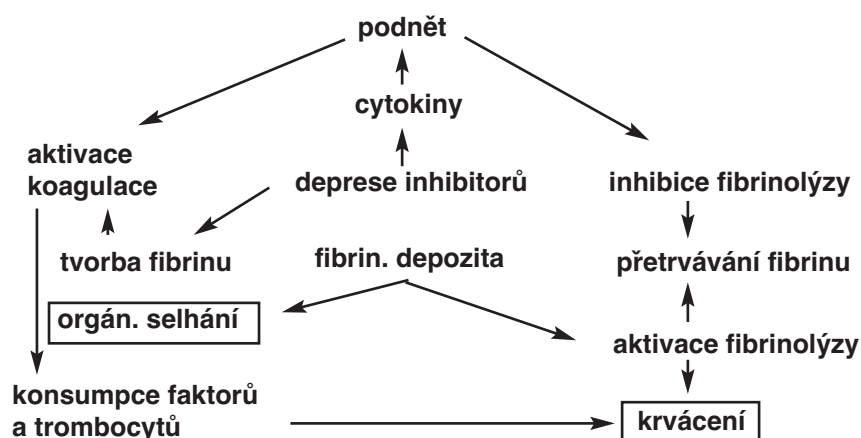 podnět
cytokiny
aktivace
koagulace
deprese inhibitorů
inhibice fibrinolýzy
tvorba fibrinu
fibrin. depozita
přetrvávání fibrinu
orgán. selhání
aktivace fibrinolýzy
konsumpce faktorů
a trombocytů
krvácení